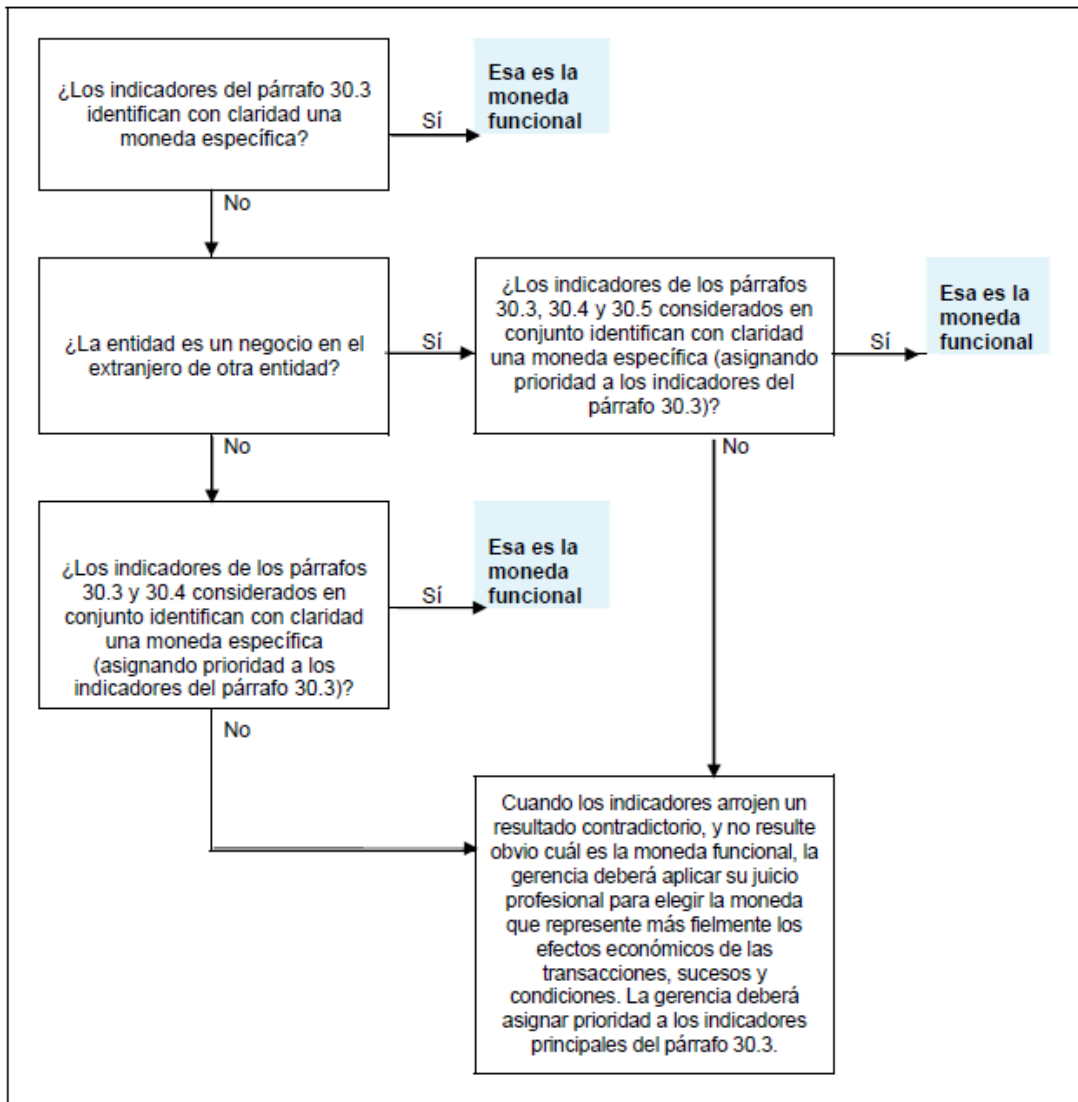 ¿Los indicadores del párrafo 30.3
identifican con claridad una
moneda específica?
Sí
Esa es la
moneda
funcional
No
¿La entidad es un negocio en el
extranjero de otra entidad?
Sí
¿Los indicadores de los párrafos
30.3, 30.4 y 30.5 considerados en
conjunto identifican con claridad
una moneda específica (asignando
prioridad a los indicadores del
párrafo 30.3)?
Sí
Esa es la
moneda
funcional
No
No
¿Los indicadores de los párrafos
30.3 y 30.4 considerados en
conjunto identifican con claridad
una moneda específica
(asignando prioridad a los
indicadores del párrafo 30.3)?
Sí
Esa es la
moneda
funcional
No
Cuando los indicadores arrojen un
resultado contradictorio, y no resulte
obvio cuál es la moneda funcional, la
gerencia deberá aplicar su juicio
profesional para elegir la moneda
que represente más fielmente los
efectos económicos de las
transacciones, sucesos y
condiciones. La gerencia deberá
asignar prioridad a los indicadores
principales del párrafo 30.3.